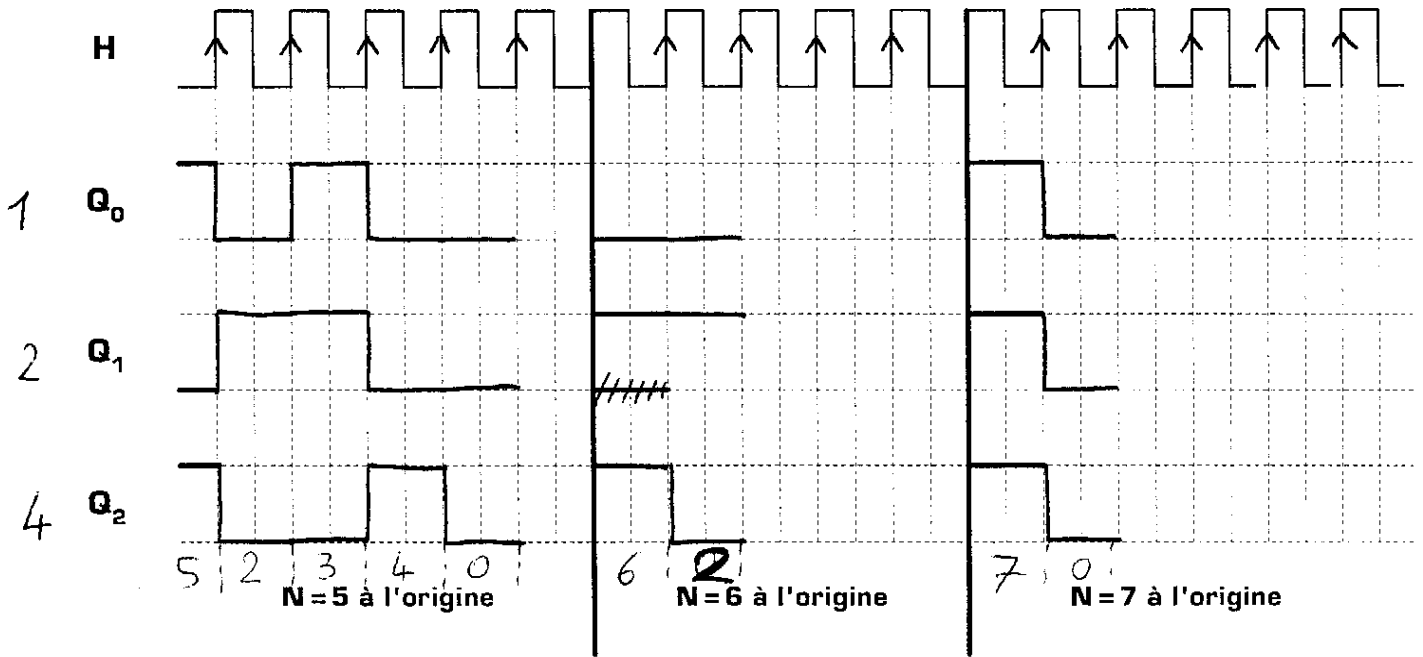 H
1 Q₀
2 Q₁
4 Q₂
5 2 3 4 0 6 2 7 0
N=5 à l'origine N=6 à l'origine N=7 à l'origine